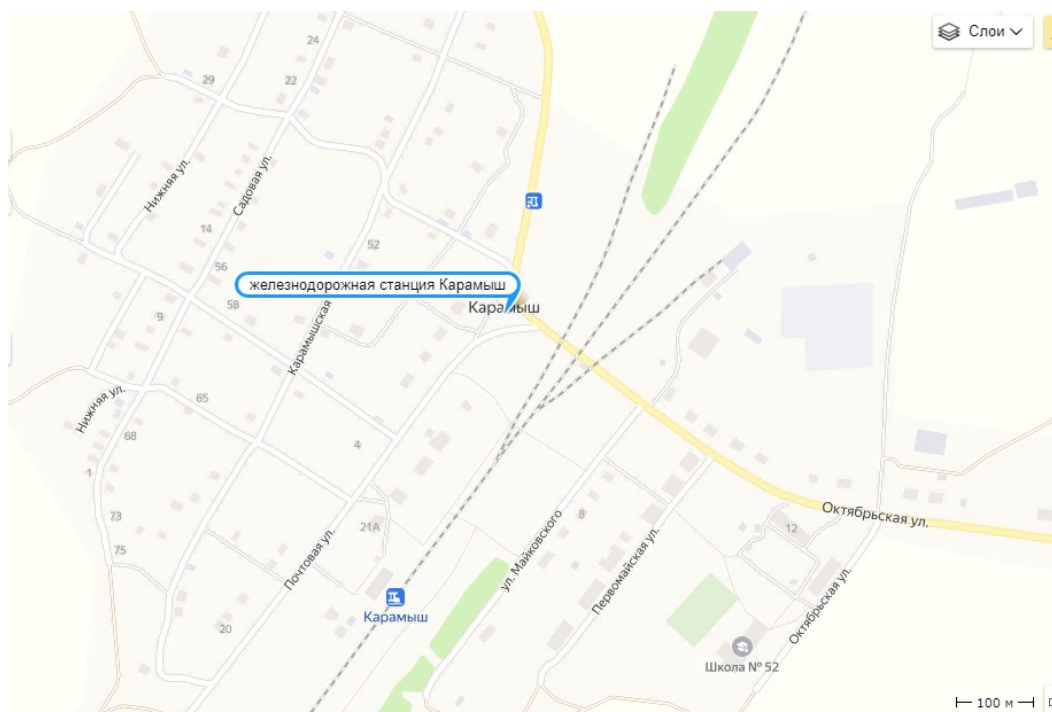 Слои
24
29
22
Нижняя ул.
Садовая ул.
14
52
56
железнодорожная станция Карамыш
58
Карамыш
9
Карамышская
Нижняя ул.
65
68
4
7
73
75
21А
8
12
Октябрьская ул.
ул. Майковского
Первомайская ул.
Почтовая ул.
Октябрьская ул.
Карамыш
20
Школа № 52
100 м